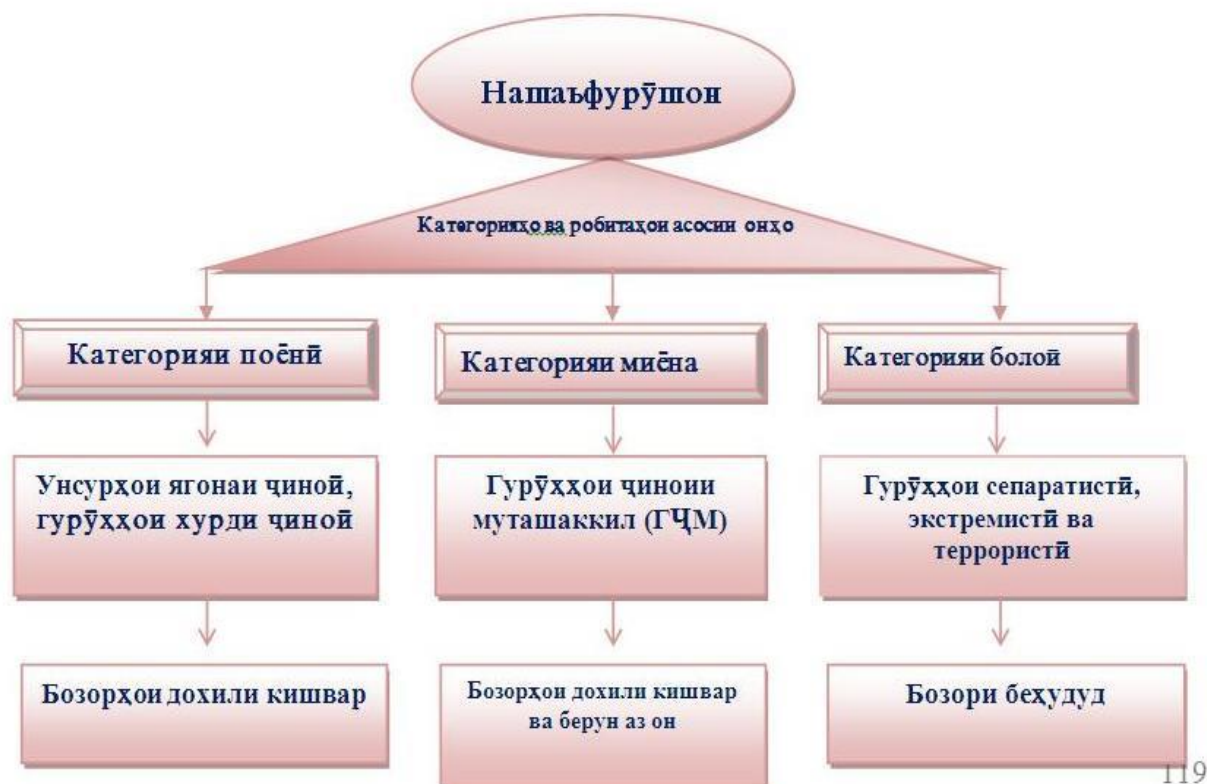 Нашаъфурӯшон
Категорияҳо ва робитаҳои асосии онҳо
Категорияи поёнӣ
Категорияи миёна
Категорияи болоӣ
Унсурҳои ягонаи ҷиноӣ,
гурӯҳҳои хурди ҷиноӣ
Гурӯҳҳои ҷиноии
муташаккил (ГҶМ)
Гурӯҳҳои сепаратистӣ,
экстремистӣ ва
террористӣ
Бозорҳои дохили кишвар
Бозорҳои дохили кишвар
ва берун аз он
Бозори беҳудуд
119